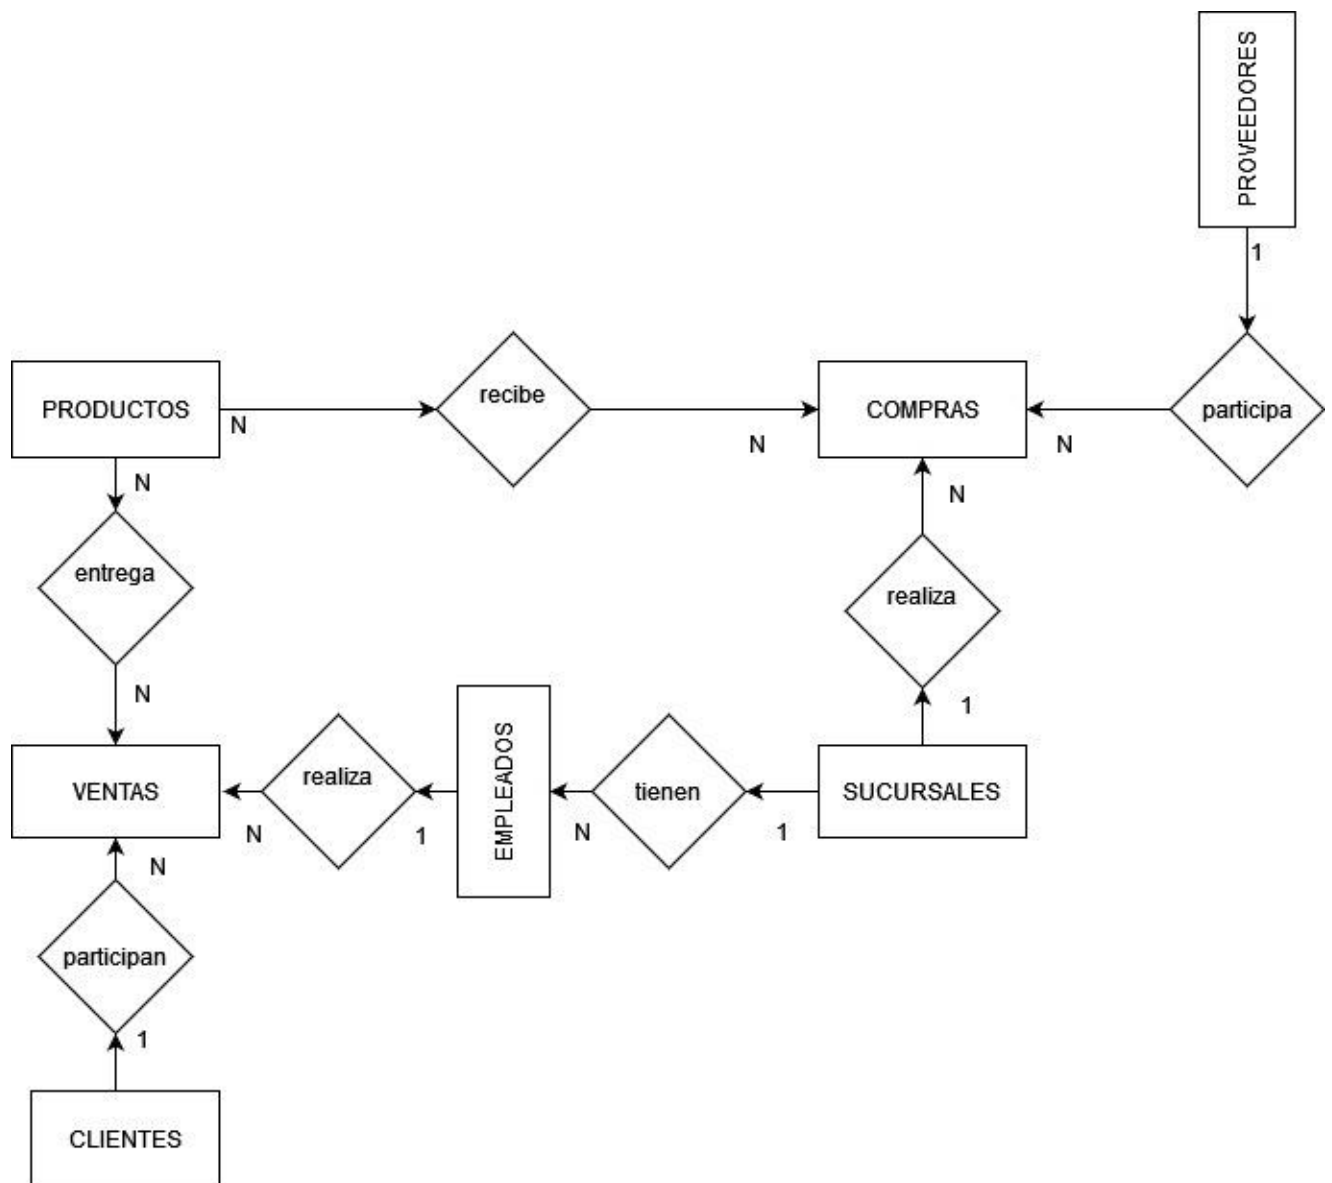 PROVEEDORES
1
PRODUCTOS
N
recibe
N
COMPRAS
N
participa
N
entrega
N
N
realiza
1
VENTAS
N
realiza
1
EMPLEADOS
N
tienen
1
SUCURSALES
N
participan
1
CLIENTES